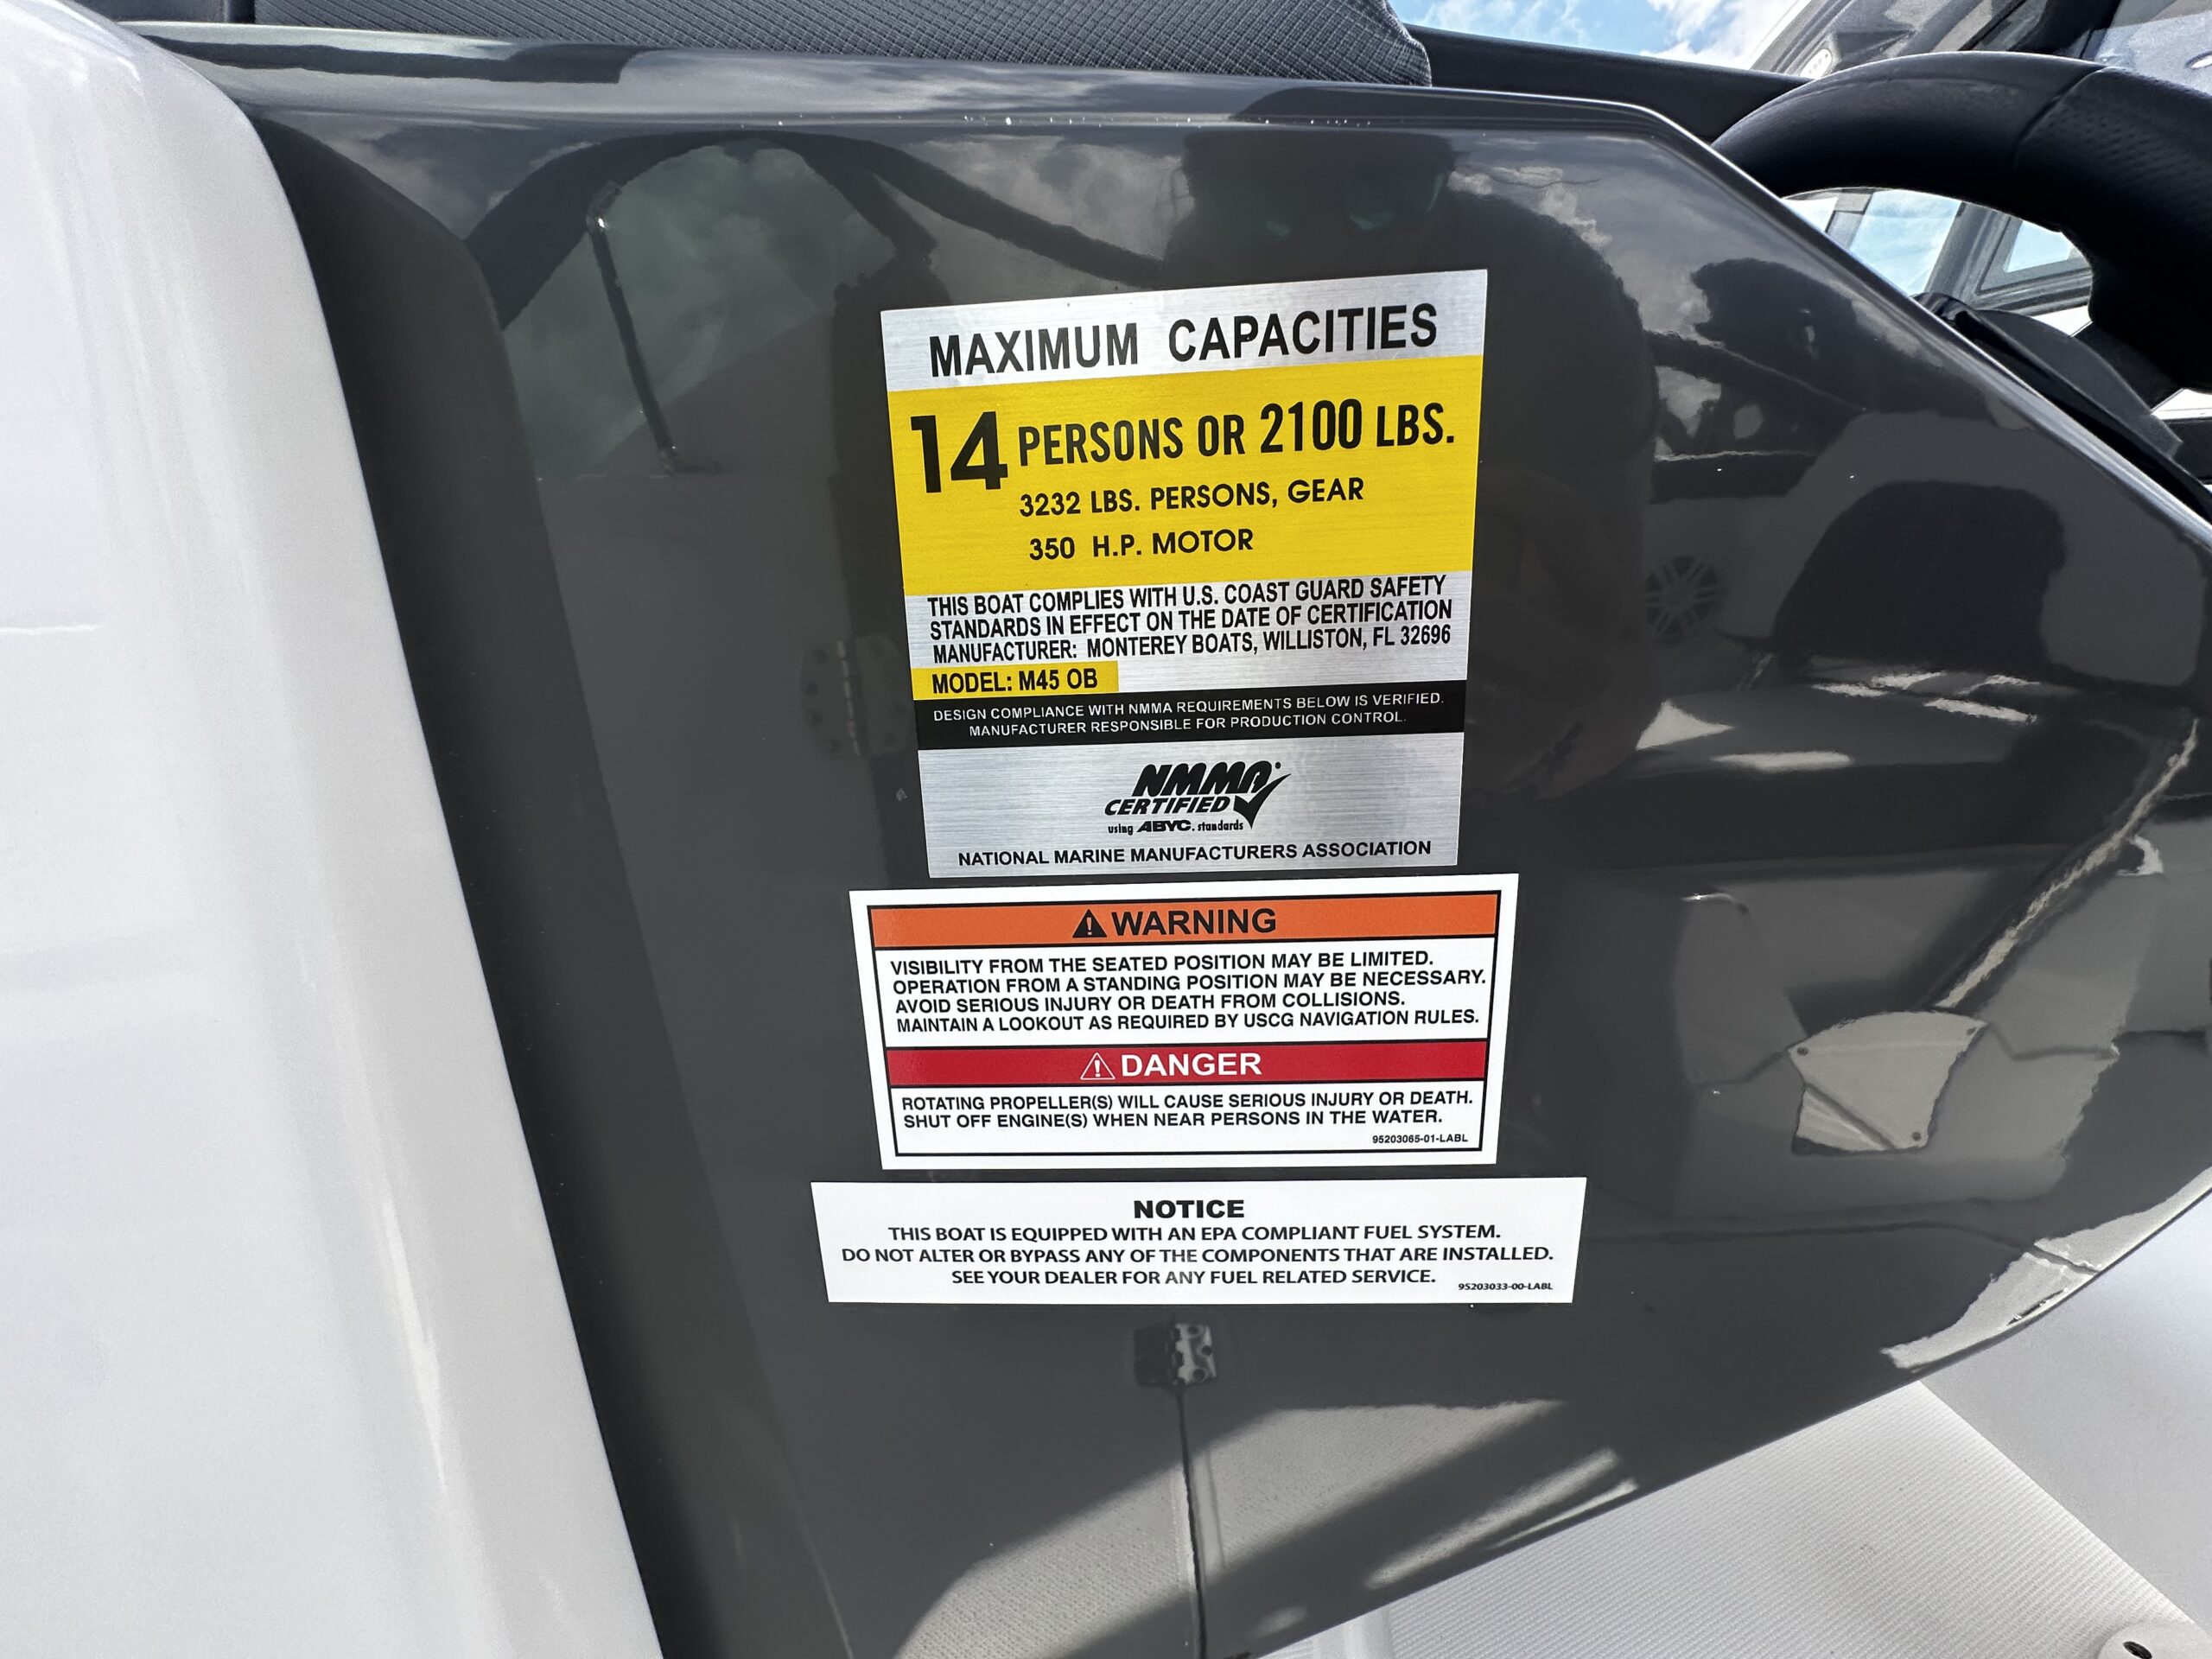 MAXIMUM CAPACITIES
14 PERSONS OR 2100 LBS.
3232 LBS. PERSONS, GEAR
350 H.P. MOTOR
THIS BOAT COMPLIES WITH U.S. COAST GUARD SAFETY
STANDARDS IN EFFECT ON THE DATE OF CERTIFICATION
MANUFACTURER: MONTEREY BOATS, WILLISTON, FL 32696
MODEL: M45 OB
DESIGN COMPLIANCE WITH NMMA REQUIREMENTS BELOW IS VERIFIED.
MANUFACTURER RESPONSIBLE FOR PRODUCTION CONTROL.
NMMA®
CERTIFIED
using ABYC. standards
NATIONAL MARINE MANUFACTURERS ASSOCIATION
WARNING
VISIBILITY FROM THE SEATED POSITION MAY BE LIMITED.
OPERATION FROM A STANDING POSITION MAY BE NECESSARY.
AVOID SERIOUS INJURY OR DEATH FROM COLLISIONS.
MAINTAIN A LOOKOUT AS REQUIRED BY USCG NAVIGATION RULES.
DANGER
ROTATING PROPELLER(S) WILL CAUSE SERIOUS INJURY OR DEATH.
SHUT OFF ENGINE(S) WHEN NEAR PERSONS IN THE WATER.
95203065-01-LABL
NOTICE
THIS BOAT IS EQUIPPED WITH AN EPA COMPLIANT FUEL SYSTEM.
DO NOT ALTER OR BYPASS ANY OF THE COMPONENTS THAT ARE INSTALLED.
SEE YOUR DEALER FOR ANY FUEL RELATED SERVICE.
95203033-00-LABL